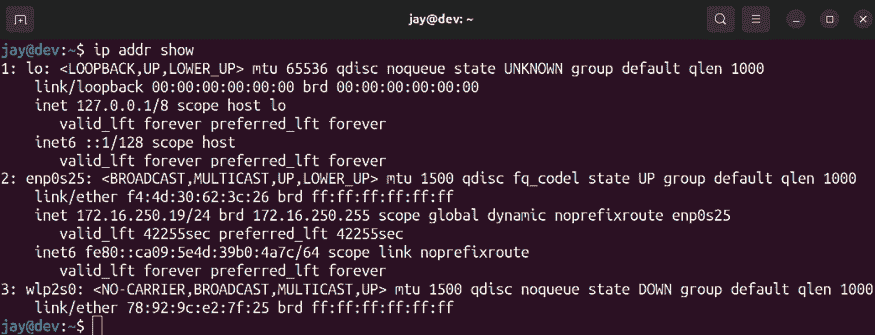 jay@dev: ~
jay@dev:~$ ip addr show
1: lo: <LOOPBACK,UP,LOWER_UP> mtu 65536 qdisc noqueue state UNKNOWN group default qlen 1000
    link/loopback 00:00:00:00:00:00 brd 00:00:00:00:00:00
    inet 127.0.0.1/8 scope host lo
       valid_lft forever preferred_lft forever
    inet6 ::1/128 scope host
       valid_lft forever preferred_lft forever
2: enp0s25: <BROADCAST,MULTICAST,UP,LOWER_UP> mtu 1500 qdisc fq_codel state UP group default qlen 1000
    link/ether f4:4d:30:62:3c:26 brd ff:ff:ff:ff:ff:ff
    inet 172.16.250.19/24 brd 172.16.250.255 scope global dynamic noprefixroute enp0s25
       valid_lft 42255sec preferred_lft 42255sec
    inet6 fe80::ca09:5e4d:39b0:4a7c/64 scope link noprefixroute
       valid_lft forever preferred_lft forever
3: wlp2s0: <NO-CARRIER,BROADCAST,MULTICAST,UP> mtu 1500 qdisc noqueue state DOWN group default qlen 1000
    link/ether 78:92:9c:e2:7f:25 brd ff:ff:ff:ff:ff:ff
jay@dev:~$